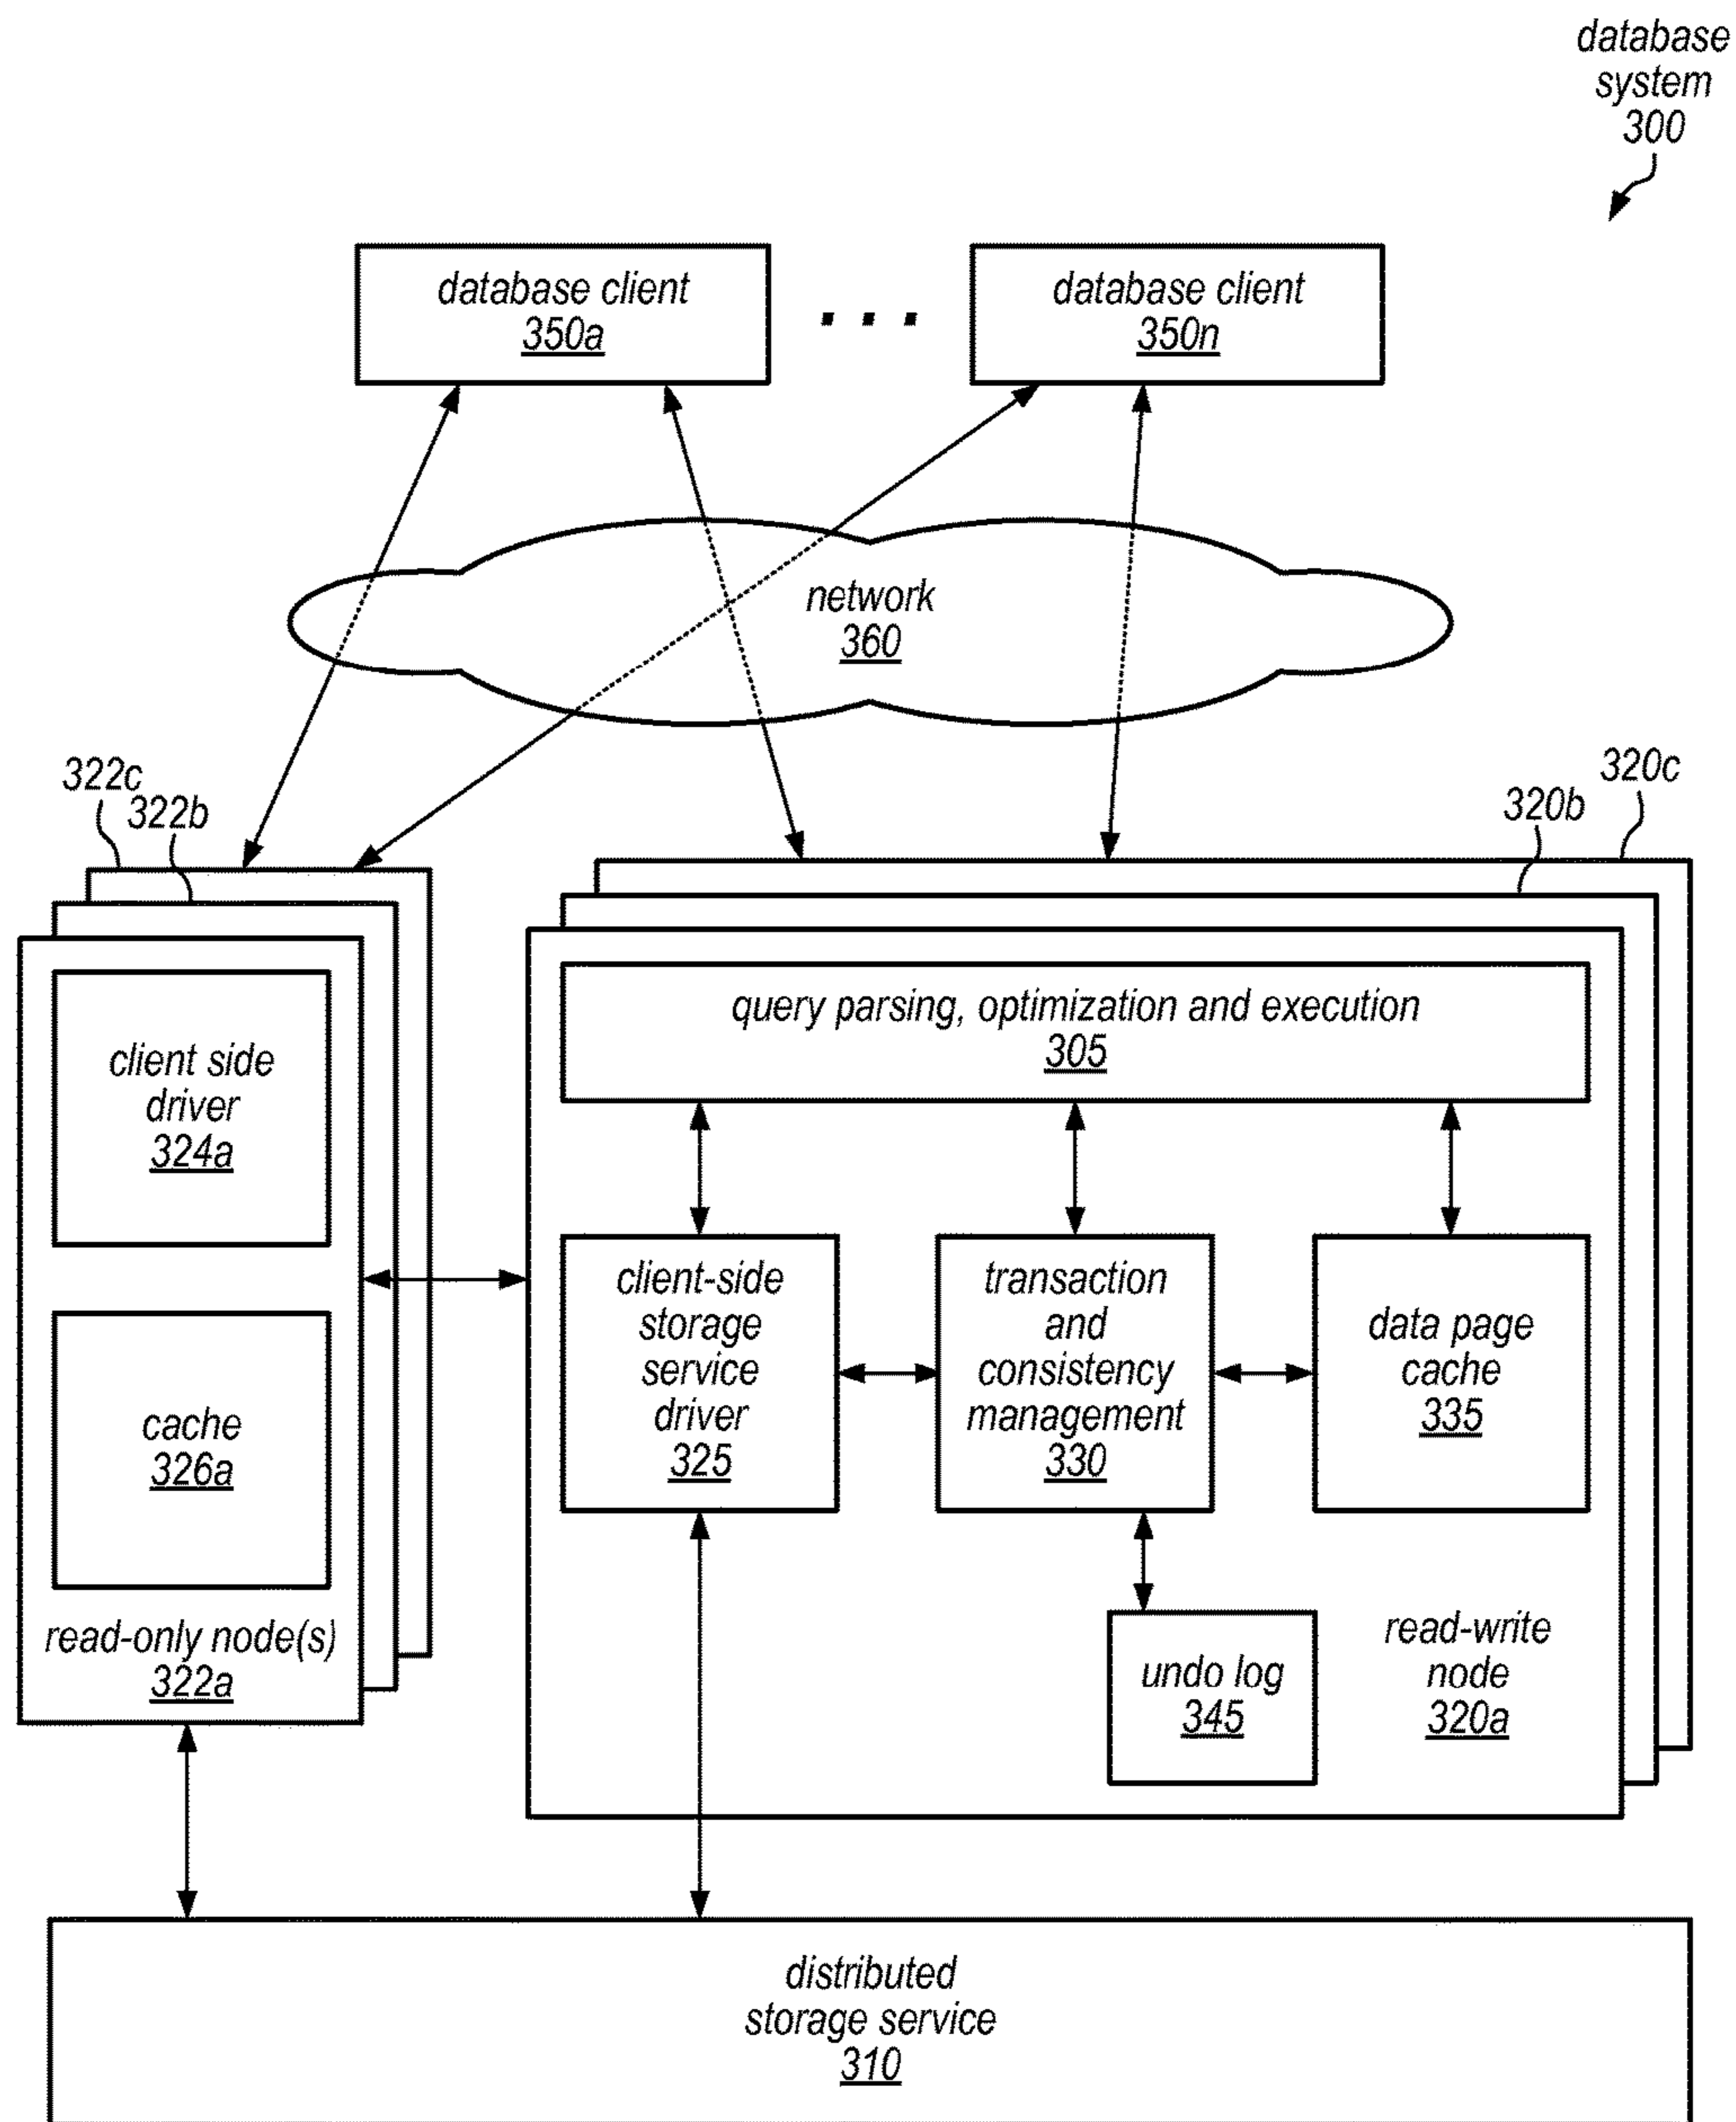 database
system
300
database client
350a
. . .
database client
350n
network
360
322c
322b
320c
320b
client side
driver
324a
cache
326a
read-only node(s)
322a
query parsing, optimization and execution
305
client-side
storage
service
driver
325
transaction
and
consistency
management
330
data page
cache
335
undo log
345
read-write
node
320a
distributed
storage service
310